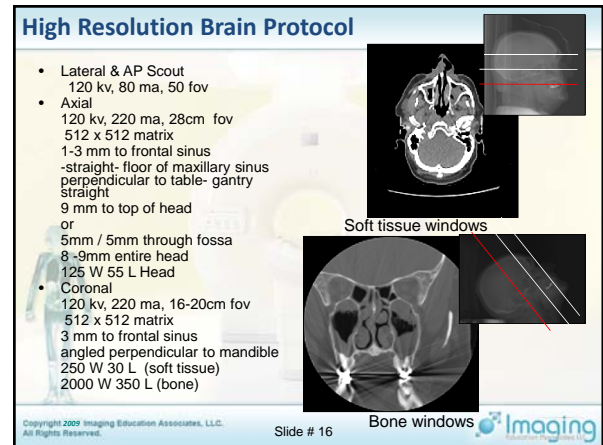 High Resolution Brain Protocol
• Lateral & AP Scout
120 kv, 80 ma, 50 fov
• Axial
120 kv, 220 ma, 28cm fov
512 x 512 matrix
1-3 mm to frontal sinus
-straight- floor of maxillary sinus
perpendicular to table- gantry
straight
9 mm to top of head
or
5mm / 5mm through fossa
8 -9mm entire head
125 W 55 L Head
• Coronal
120 kv, 220 ma, 16-20cm fov
512 x 512 matrix
3 mm to frontal sinus
angled perpendicular to mandible
250 W 30 L (soft tissue)
2000 W 350 L (bone)
Soft tissue windows
Bone windows
Copyright 2009 Imaging Education Associates, LLC.
All Rights Reserved.
Slide # 16
Imaging
Education Associates LLC